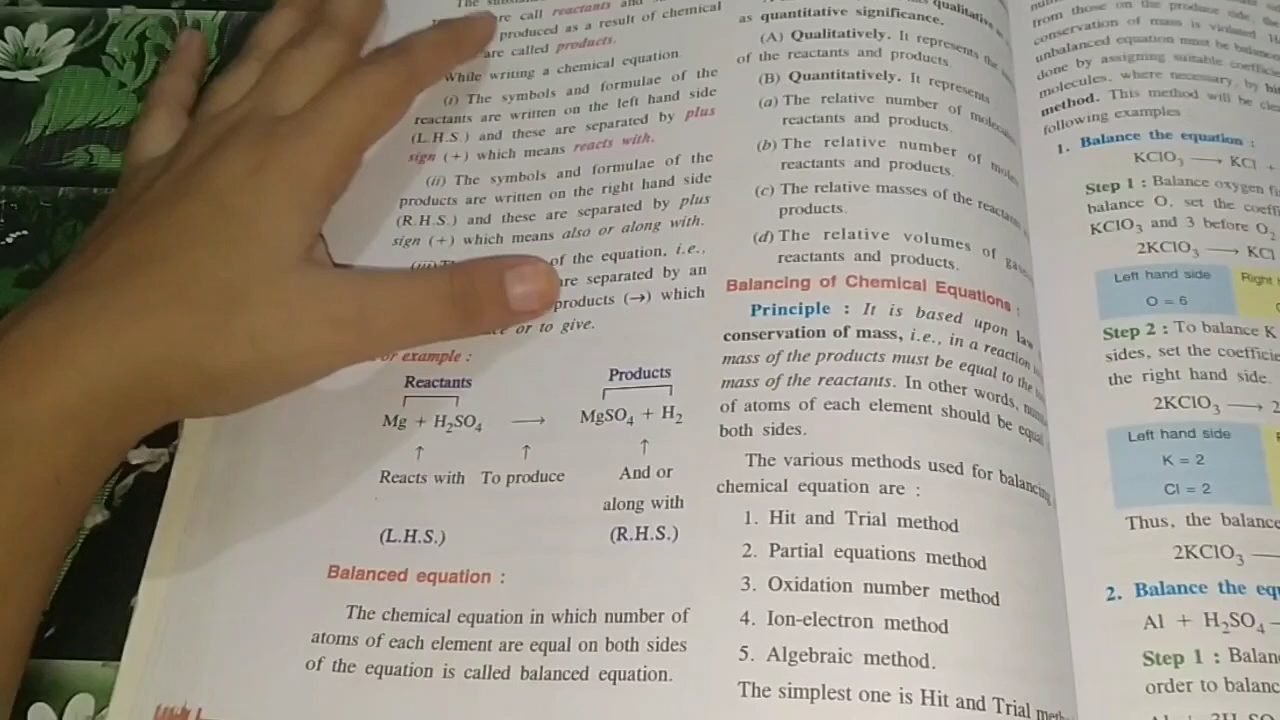 The
are call reactants and
produced as a result of chemical
are called products.
While writing a chemical equation.
(i) The symbols and formulae of the
reactants are written on the left hand side
(L.H.S.) and these are separated by plus
sign (+) which means reacts with.
(ii) The symbols and formulae of the
products are written on the right hand side
(R.H.S.) and these are separated by plus
sign (+) which means also or along with.
of the equation, i.e.,
are separated by an
products (→) which
or to give.
For example :
Reactants Products
Mg + H₂SO₄ ⟶ MgSO₄ + H₂
↑ ↑ ↑
Reacts with To produce And or
along with
(L.H.S.) (R.H.S.)
Balanced equation :
The chemical equation in which number of
atoms of each element are equal on both sides
of the equation is called balanced equation.
qualitative
as quantitative significance.
(A) Qualitatively. It represents the
of the reactants and products.
(B) Quantitatively. It represents
(a) The relative number of
reactants and products.
(b) The relative number of
reactants and products.
(c) The relative masses of the
products.
(d) The relative volumes of
reactants and products.
Balancing of Chemical Equations :
Principle : It is based upon law
conservation of mass, i.e., in a reaction
mass of the products must be equal to the
mass of the reactants. In other words,
of atoms of each element should be equal
both sides.
The various methods used for balancing
chemical equation are :
1. Hit and Trial method
2. Partial equations method
3. Oxidation number method
4. Ion-electron method
5. Algebraic method.
The simplest one is Hit and Trial
from those on the
conservation of mass is violated.
unbalanced equation must be
done by assigning suitable
molecules, where necessary, by
method. This method will be
following examples
1. Balance the equation :
KClO₃ ⟶ KCl +
Step 1 : Balance oxygen
balance O, set the
KClO₃ and 3 before O₂
2KClO₃ ⟶ KCl
Left hand side Right
O = 6
Step 2 : To balance K
sides, set the
the right hand side.
2KClO₃ ⟶ 2
Left hand side
K = 2
Cl = 2
Thus, the balance
2KClO₃
2. Balance the
Al + H₂SO₄
Step 1 :
order to